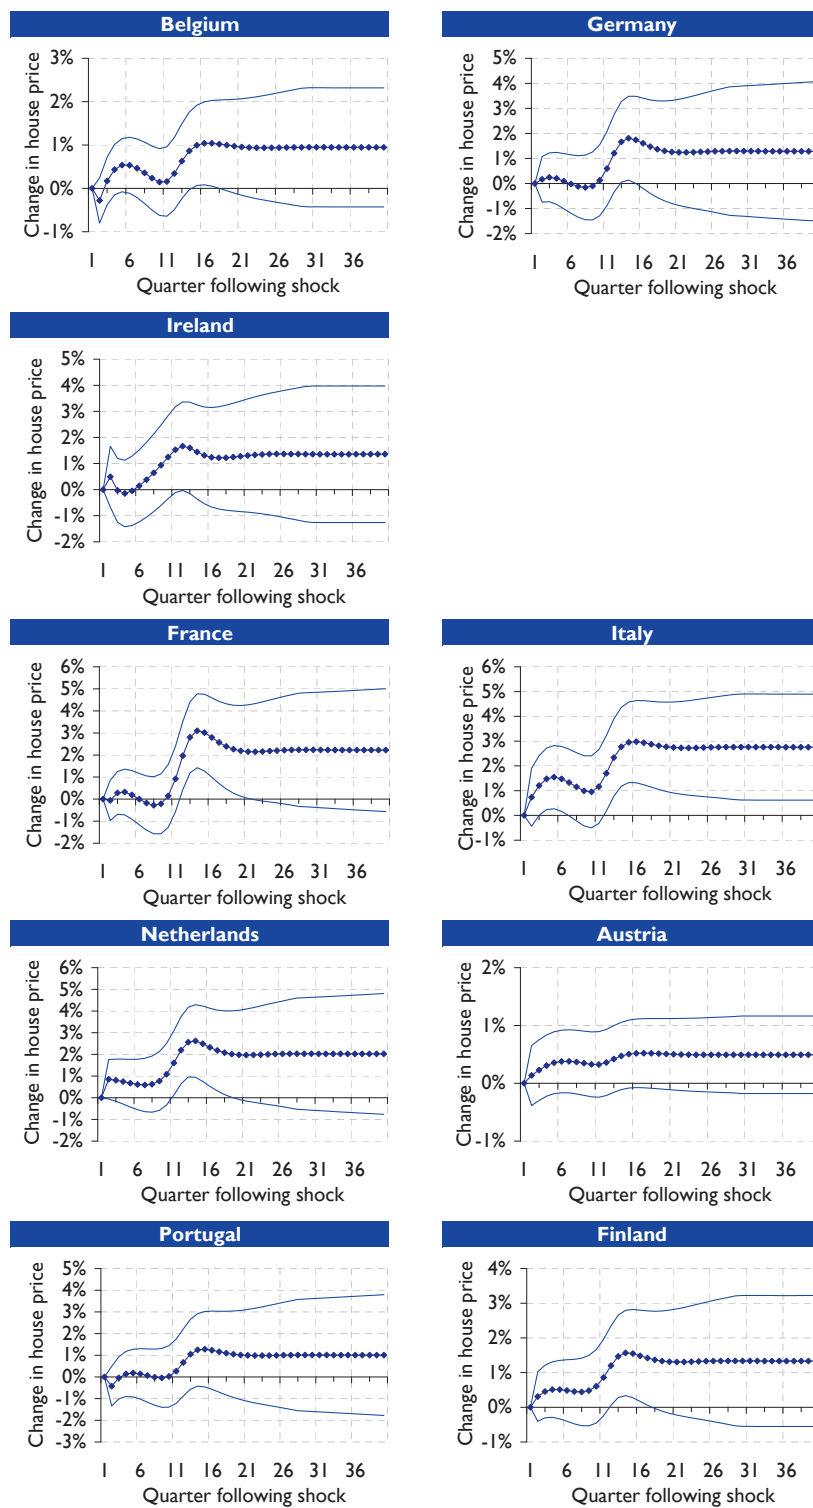 Belgium
Change in house price
3%
2%
1%
0%
-1%
1 6 11 16 21 26 31 36
Quarter following shock
Germany
Change in house price
5%
4%
3%
2%
1%
0%
-1%
-2%
1 6 11 16 21 26 31 36
Quarter following shock
Ireland
Change in house price
5%
4%
3%
2%
1%
0%
-1%
-2%
1 6 11 16 21 26 31 36
Quarter following shock
France
Change in house price
6%
5%
4%
3%
2%
1%
0%
-1%
-2%
1 6 11 16 21 26 31 36
Quarter following shock
Italy
Change in house price
6%
5%
4%
3%
2%
1%
0%
-1%
1 6 11 16 21 26 31 36
Quarter following shock
Netherlands
Change in house price
6%
5%
4%
3%
2%
1%
0%
-1%
-2%
1 6 11 16 21 26 31 36
Quarter following shock
Austria
Change in house price
2%
1%
0%
-1%
1 6 11 16 21 26 31 36
Quarter following shock
Portugal
Change in house price
5%
4%
3%
2%
1%
0%
-1%
-2%
-3%
1 6 11 16 21 26 31 36
Quarter following shock
Finland
Change in house price
4%
3%
2%
1%
0%
-1%
1 6 11 16 21 26 31 36
Quarter following shock